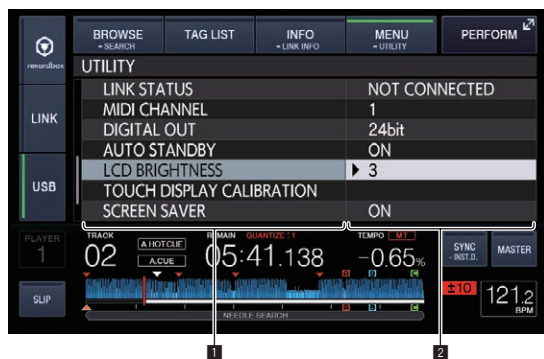 BROWSE
- SEARCH
TAG LIST
INFO
- LINK INFO
MENU
- UTILITY
PERFORM
rekordbox
UTILITY
LINK STATUS NOT CONNECTED
MIDI CHANNEL 1
LINK
DIGITAL OUT 24bit
AUTO STANDBY ON
LCD BRIGHTNESS 3
USB
TOUCH DISPLAY CALIBRATION
SCREEN SAVER ON
PLAYER
1
TRACK
02
A.HOT CUE
A.CUE
REMAIN QUANTIZE : 1
05:41.138
TEMPO MT
-0.65%
SYNC
- INST.D.
MASTER
SLIP
A D C
±10
121.2
BPM
A D C
NEEDLE SEARCH
1 2